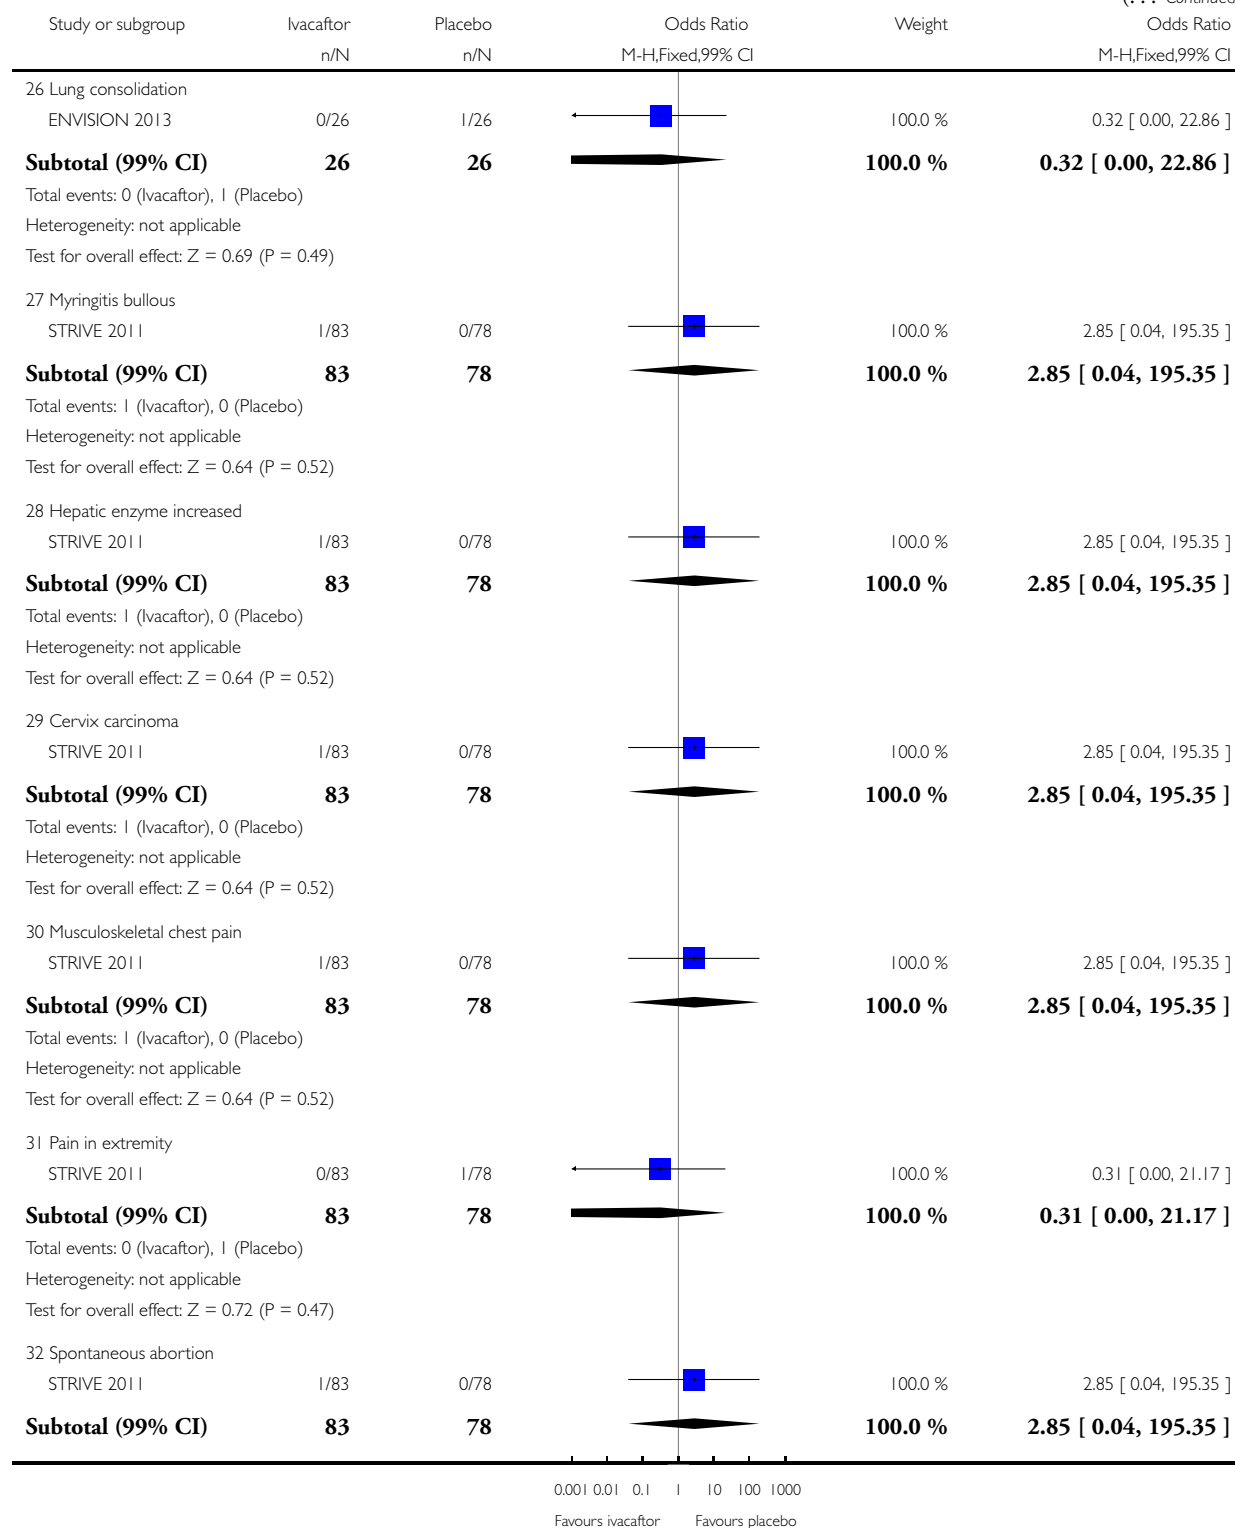 (... Continued
Study or subgroup Ivacaftor Placebo Odds Ratio Weight Odds Ratio
n/N n/N M-H,Fixed,99% CI M-H,Fixed,99% CI
26 Lung consolidation
ENVISION 2013 0/26 1/26 100.0 % 0.32 [ 0.00, 22.86 ]
Subtotal (99% CI) 26 26 100.0 % 0.32 [ 0.00, 22.86 ]
Total events: 0 (Ivacaftor), 1 (Placebo)
Heterogeneity: not applicable
Test for overall effect: Z = 0.69 (P = 0.49)
27 Myringitis bullous
STRIVE 2011 1/83 0/78 100.0 % 2.85 [ 0.04, 195.35 ]
Subtotal (99% CI) 83 78 100.0 % 2.85 [ 0.04, 195.35 ]
Total events: 1 (Ivacaftor), 0 (Placebo)
Heterogeneity: not applicable
Test for overall effect: Z = 0.64 (P = 0.52)
28 Hepatic enzyme increased
STRIVE 2011 1/83 0/78 100.0 % 2.85 [ 0.04, 195.35 ]
Subtotal (99% CI) 83 78 100.0 % 2.85 [ 0.04, 195.35 ]
Total events: 1 (Ivacaftor), 0 (Placebo)
Heterogeneity: not applicable
Test for overall effect: Z = 0.64 (P = 0.52)
29 Cervix carcinoma
STRIVE 2011 1/83 0/78 100.0 % 2.85 [ 0.04, 195.35 ]
Subtotal (99% CI) 83 78 100.0 % 2.85 [ 0.04, 195.35 ]
Total events: 1 (Ivacaftor), 0 (Placebo)
Heterogeneity: not applicable
Test for overall effect: Z = 0.64 (P = 0.52)
30 Musculoskeletal chest pain
STRIVE 2011 1/83 0/78 100.0 % 2.85 [ 0.04, 195.35 ]
Subtotal (99% CI) 83 78 100.0 % 2.85 [ 0.04, 195.35 ]
Total events: 1 (Ivacaftor), 0 (Placebo)
Heterogeneity: not applicable
Test for overall effect: Z = 0.64 (P = 0.52)
31 Pain in extremity
STRIVE 2011 0/83 1/78 100.0 % 0.31 [ 0.00, 21.17 ]
Subtotal (99% CI) 83 78 100.0 % 0.31 [ 0.00, 21.17 ]
Total events: 0 (Ivacaftor), 1 (Placebo)
Heterogeneity: not applicable
Test for overall effect: Z = 0.72 (P = 0.47)
32 Spontaneous abortion
STRIVE 2011 1/83 0/78 100.0 % 2.85 [ 0.04, 195.35 ]
Subtotal (99% CI) 83 78 100.0 % 2.85 [ 0.04, 195.35 ]
0.001 0.01 0.1 1 10 100 1000
Favours ivacaftor Favours placebo